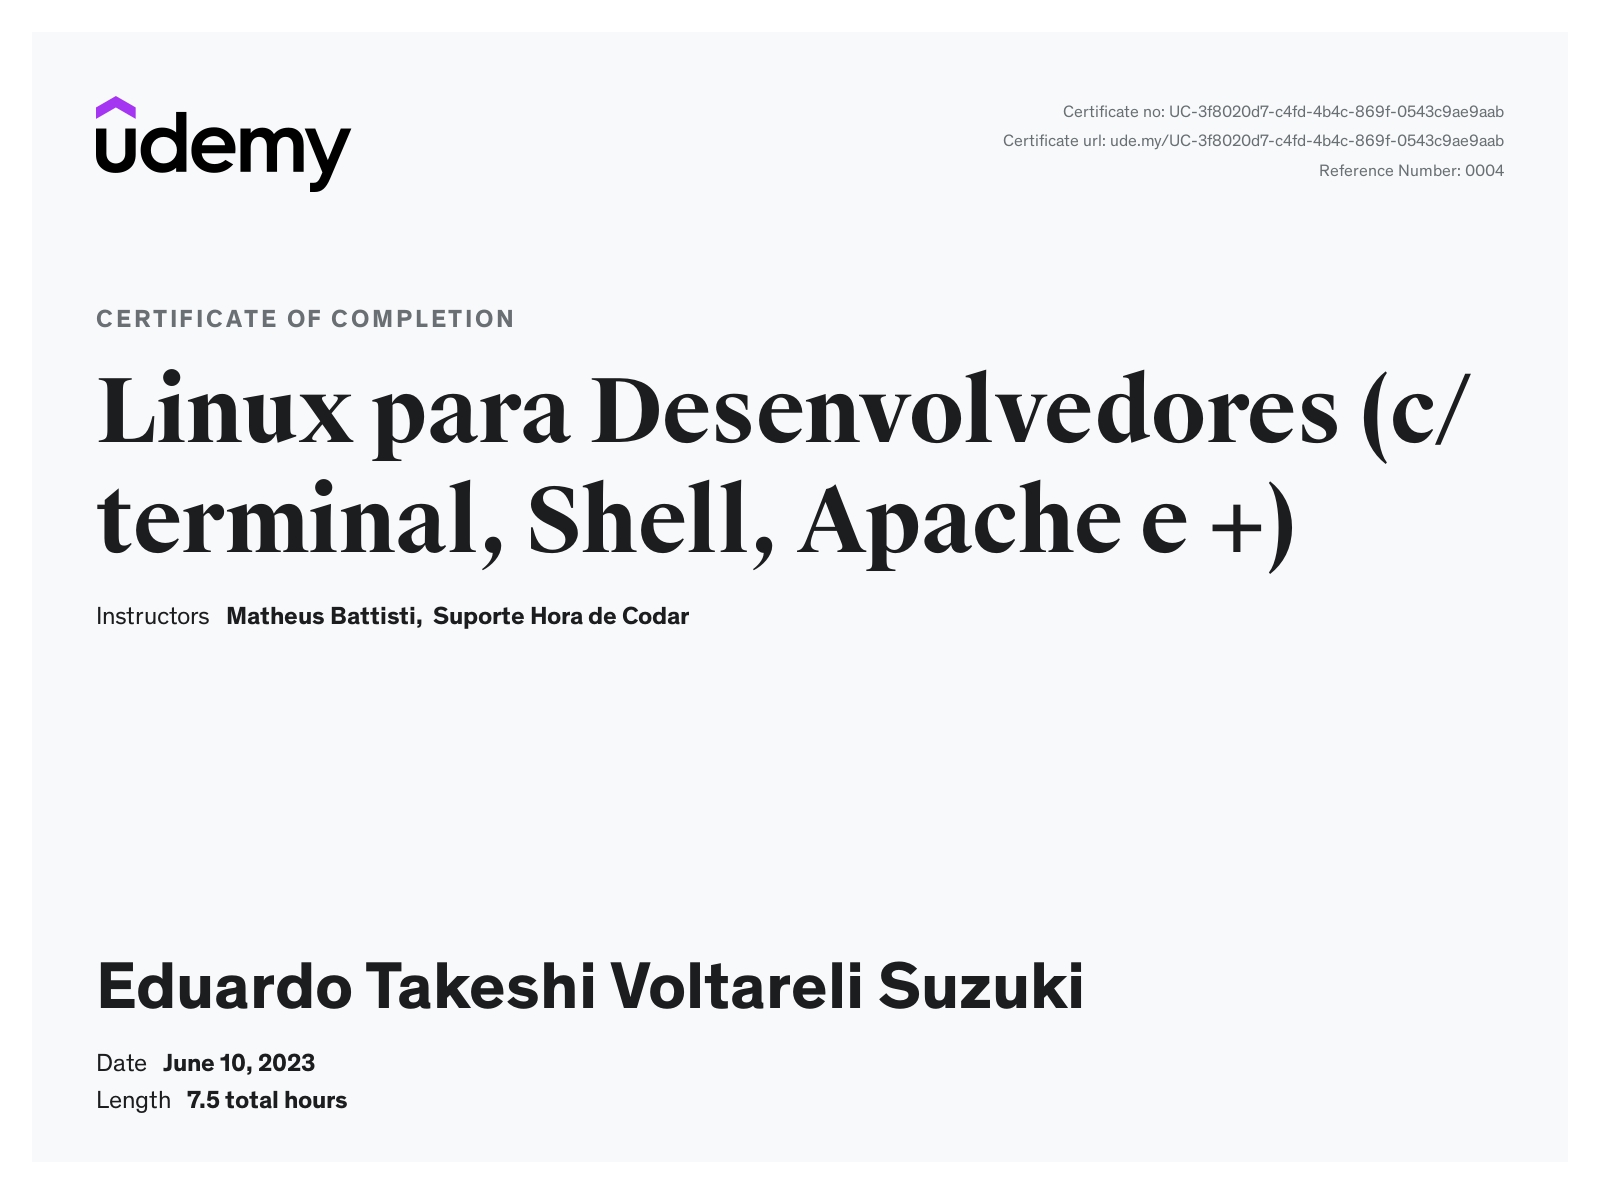 udemy
Certificate no: UC-3f8020d7-c4fd-4b4c-869f-0543c9ae9aab
Certificate url: ude.my/UC-3f8020d7-c4fd-4b4c-869f-0543c9ae9aab
Reference Number: 0004
CERTIFICATE OF COMPLETION
Linux para Desenvolvedores (c/
terminal, Shell, Apache e +)
Instructors Matheus Battisti, Suporte Hora de Codar
Eduardo Takeshi Voltareli Suzuki
Date June 10, 2023
Length 7.5 total hours